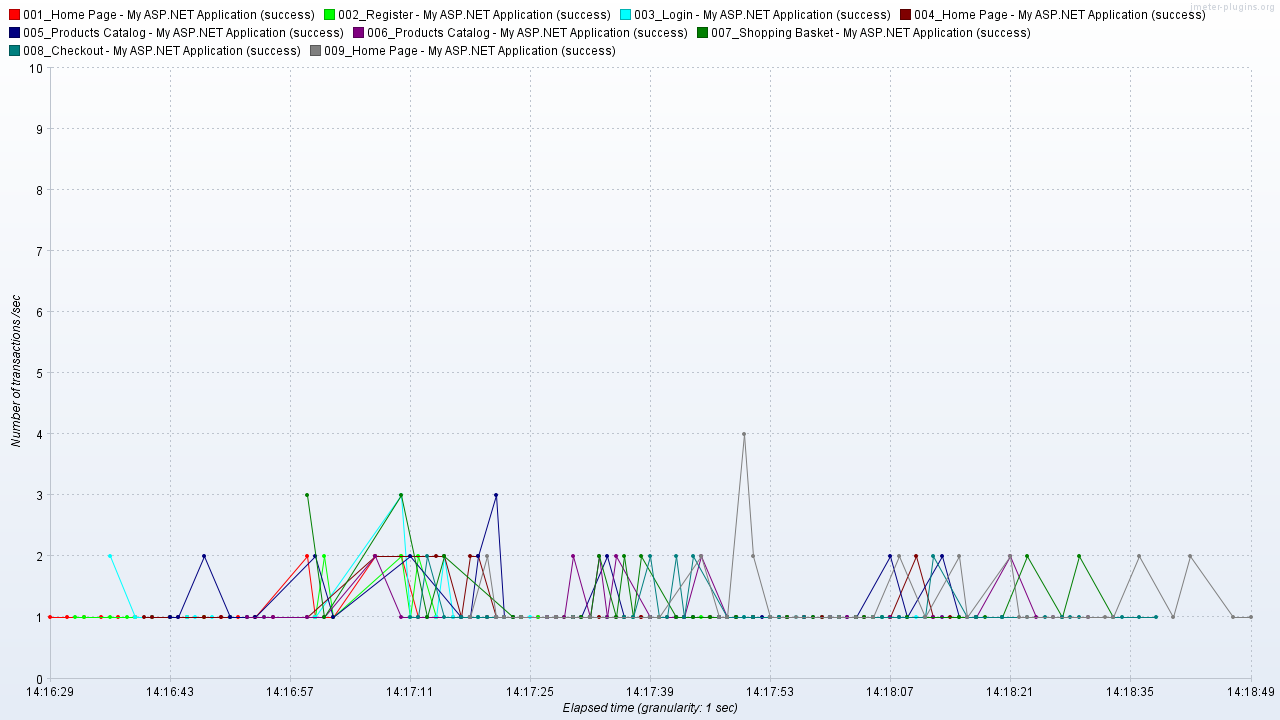 jmeter-plugins.org
001_Home Page - My ASP.NET Application (success) 002_Register - My ASP.NET Application (success) 003_Login - My ASP.NET Application (success) 004_Home Page - My ASP.NET Application (success)
005_Products Catalog - My ASP.NET Application (success) 006_Products Catalog - My ASP.NET Application (success) 007_Shopping Basket - My ASP.NET Application (success)
008_Checkout - My ASP.NET Application (success) 009_Home Page - My ASP.NET Application (success)
10
9
8
7
6
5
4
3
2
1
0
Number of transactions /sec
14:16:29 14:16:43 14:16:57 14:17:11 14:17:25 14:17:39 14:17:53 14:18:07 14:18:21 14:18:35 14:18:49
Elapsed time (granularity: 1 sec)